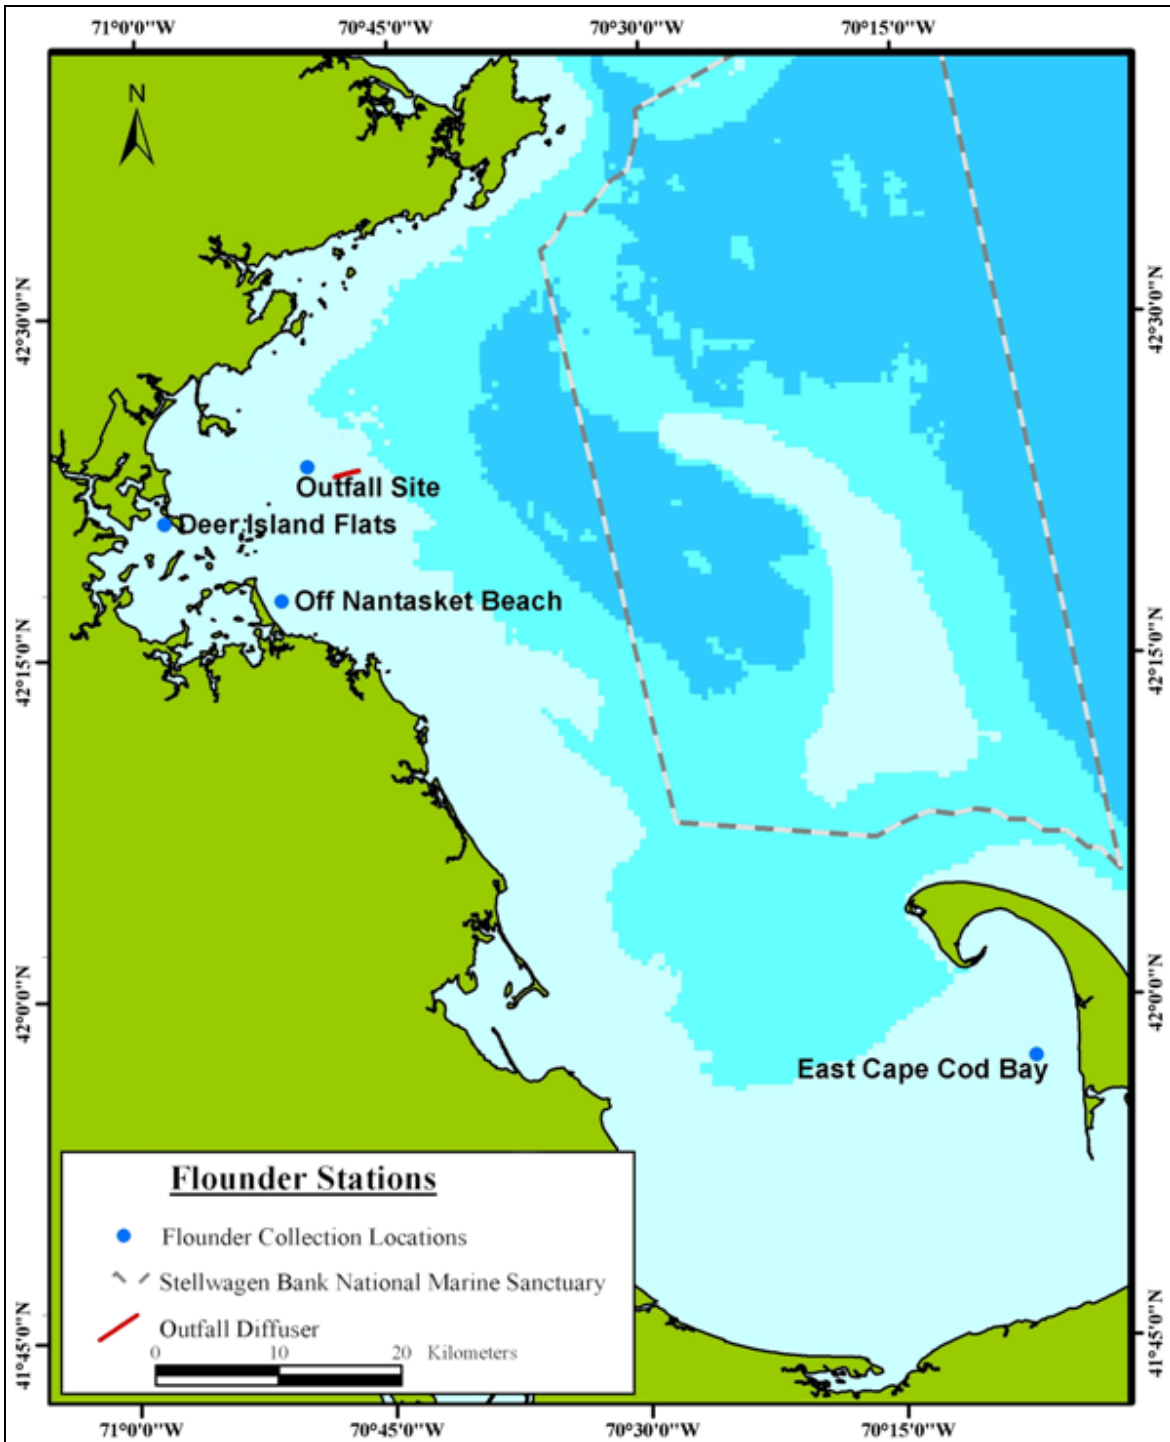 71°0'0"W 70°45'0"W 70°30'0"W 70°15'0"W
N
42°30'0"N 42°30'0"N
Outfall Site
Deer Island Flats
Off Nantasket Beach
42°15'0"N 42°15'0"N
42°0'0"N 42°0'0"N
East Cape Cod Bay
Flounder Stations
Flounder Collection Locations
Stellwagen Bank National Marine Sanctuary
Outfall Diffuser
0 10 20 Kilometers
41°45'0"N 41°45'0"N
71°0'0"W 70°45'0"W 70°30'0"W 70°15'0"W